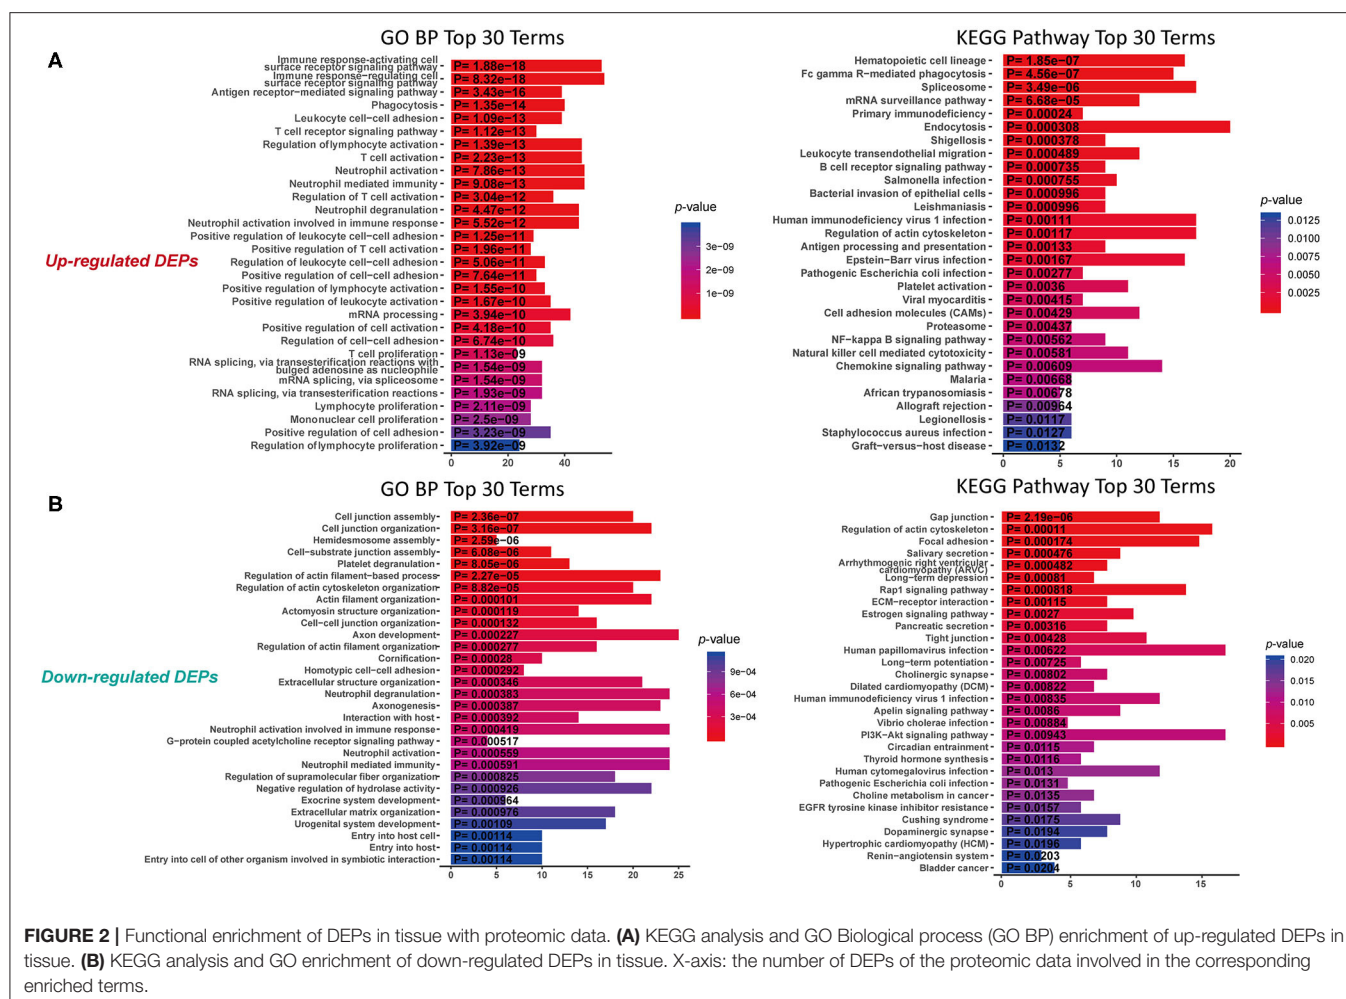 A
GO BP Top 30 Terms
Immune response-activating cell
surface receptor signaling pathway P= 1.88e-18
Immune response-regulating cell
surface receptor signaling pathway P= 8.32e-18
Antigen receptor-mediated signaling pathway P= 3.43e-16
Phagocytosis P= 1.35e-14
Leukocyte cell-cell adhesion P= 1.09e-13
T cell receptor signaling pathway P= 1.12e-13
Regulation of lymphocyte activation P= 1.39e-13
T cell activation P= 2.23e-13
Neutrophil activation P= 7.86e-13
Neutrophil mediated immunity P= 9.08e-13
Regulation of T cell activation P= 3.04e-12
Neutrophil degranulation P= 4.47e-12
Neutrophil activation involved in immune response P= 5.52e-12
Positive regulation of leukocyte cell-cell adhesion P= 1.25e-11
Positive regulation of T cell activation P= 1.96e-11
Regulation of leukocyte cell-cell adhesion P= 5.06e-11
Positive regulation of cell-cell adhesion P= 7.64e-11
Positive regulation of lymphocyte activation P= 1.55e-10
Positive regulation of leukocyte activation P= 1.67e-10
mRNA processing P= 3.94e-10
Positive regulation of cell activation P= 4.18e-10
Regulation of cell-cell adhesion P= 6.74e-10
T cell proliferation P= 1.13e-09
RNA splicing, via transesterification reactions with
bulged adenosine as nucleophile P= 1.54e-09
mRNA splicing, via spliceosome P= 1.54e-09
RNA splicing, via transesterification reactions P= 1.93e-09
Lymphocyte proliferation P= 2.11e-09
Mononuclear cell proliferation P= 2.5e-09
Positive regulation of cell adhesion P= 3.23e-09
Regulation of lymphocyte proliferation P= 3.92e-09
0 20 40
p-value
3e-09
2e-09
1e-09
Up-regulated DEPs
KEGG Pathway Top 30 Terms
Hematopoietic cell lineage P= 1.85e-07
Fc gamma R-mediated phagocytosis P= 4.56e-07
Spliceosome P= 3.49e-06
mRNA surveillance pathway P= 6.68e-05
Primary immunodeficiency P= 0.00024
Endocytosis P= 0.000308
Shigellosis P= 0.000378
Leukocyte transendothelial migration P= 0.000489
B cell receptor signaling pathway P= 0.000735
Salmonella infection P= 0.000755
Bacterial invasion of epithelial cells P= 0.000996
Leishmaniasis P= 0.000996
Human immunodeficiency virus 1 infection P= 0.00111
Regulation of actin cytoskeleton P= 0.00117
Antigen processing and presentation P= 0.00133
Epstein-Barr virus infection P= 0.00167
Pathogenic Escherichia coli infection P= 0.00277
Platelet activation P= 0.0036
Viral myocarditis P= 0.00415
Cell adhesion molecules (CAMs) P= 0.00429
Proteasome P= 0.00437
NF-kappa B signaling pathway P= 0.00562
Natural killer cell mediated cytotoxicity P= 0.00581
Chemokine signaling pathway P= 0.00609
Malaria P= 0.00668
African trypanosomiasis P= 0.00678
Allograft rejection P= 0.00964
Legionellosis P= 0.0117
Staphylococcus aureus infection P= 0.0127
Graft-versus-host disease P= 0.0132
0 5 10 15 20
p-value
0.0125
0.0100
0.0075
0.0050
0.0025
B
GO BP Top 30 Terms
Cell junction assembly P= 2.36e-07
Cell junction organization P= 3.16e-07
Hemidesmosome assembly P= 2.59e-06
Cell-substrate junction assembly P= 6.08e-06
Platelet degranulation P= 8.05e-06
Regulation of actin filament-based process P= 2.27e-05
Regulation of actin cytoskeleton organization P= 8.82e-05
Actin filament organization P= 0.000101
Actomyosin structure organization P= 0.000119
Cell-cell junction organization P= 0.000132
Axon development P= 0.000227
Regulation of actin filament organization P= 0.000277
Cornification P= 0.00028
Homotypic cell-cell adhesion P= 0.000292
Extracellular structure organization P= 0.000346
Neutrophil degranulation P= 0.000383
Axonogenesis P= 0.000387
Interaction with host P= 0.000392
Neutrophil activation involved in immune response P= 0.000419
G-protein coupled acetylcholine receptor signaling pathway P= 0.000517
Neutrophil activation P= 0.000559
Neutrophil mediated immunity P= 0.000591
Regulation of supramolecular fiber organization P= 0.000825
Negative regulation of hydrolase activity P= 0.000926
Exocrine system development P= 0.000964
Extracellular matrix organization P= 0.000976
Urogenital system development P= 0.00109
Entry into host cell P= 0.00114
Entry into host P= 0.00114
Entry into cell of other organism involved in symbiotic interaction P= 0.00114
0 5 10 15 20 25
p-value
9e-04
6e-04
3e-04
Down-regulated DEPs
KEGG Pathway Top 30 Terms
Gap junction P= 2.19e-06
Regulation of actin cytoskeleton P= 0.00011
Focal adhesion P= 0.000174
Salivary secretion P= 0.000476
Arrhythmogenic right ventricular
cardiomyopathy (ARVC) P= 0.000482
Long-term depression P= 0.00081
Rap1 signaling pathway P= 0.000818
ECM-receptor interaction P= 0.00115
Estrogen signaling pathway P= 0.0027
Pancreatic secretion P= 0.00316
Tight junction P= 0.00428
Human papillomavirus infection P= 0.00622
Long-term potentiation P= 0.00725
Cholinergic synapse P= 0.00802
Dilated cardiomyopathy (DCM) P= 0.00822
Human immunodeficiency virus 1 infection P= 0.00835
Apelin signaling pathway P= 0.0086
Vibrio cholerae infection P= 0.00884
PI3K-Akt signaling pathway P= 0.00943
Circadian entrainment P= 0.0115
Thyroid hormone synthesis P= 0.0116
Human cytomegalovirus infection P= 0.013
Pathogenic Escherichia coli infection P= 0.0131
Choline metabolism in cancer P= 0.0135
EGFR tyrosine kinase inhibitor resistance P= 0.0157
Cushing syndrome P= 0.0175
Dopaminergic synapse P= 0.0194
Hypertrophic cardiomyopathy (HCM) P= 0.0196
Renin-angiotensin system P= 0.0203
Bladder cancer P= 0.0204
0 5 10 15
p-value
0.020
0.015
0.010
0.005
FIGURE 2 | Functional enrichment of DEPs in tissue with proteomic data. (A) KEGG analysis and GO Biological process (GO BP) enrichment of up-regulated DEPs in
tissue. (B) KEGG analysis and GO enrichment of down-regulated DEPs in tissue. X-axis: the number of DEPs of the proteomic data involved in the corresponding
enriched terms.